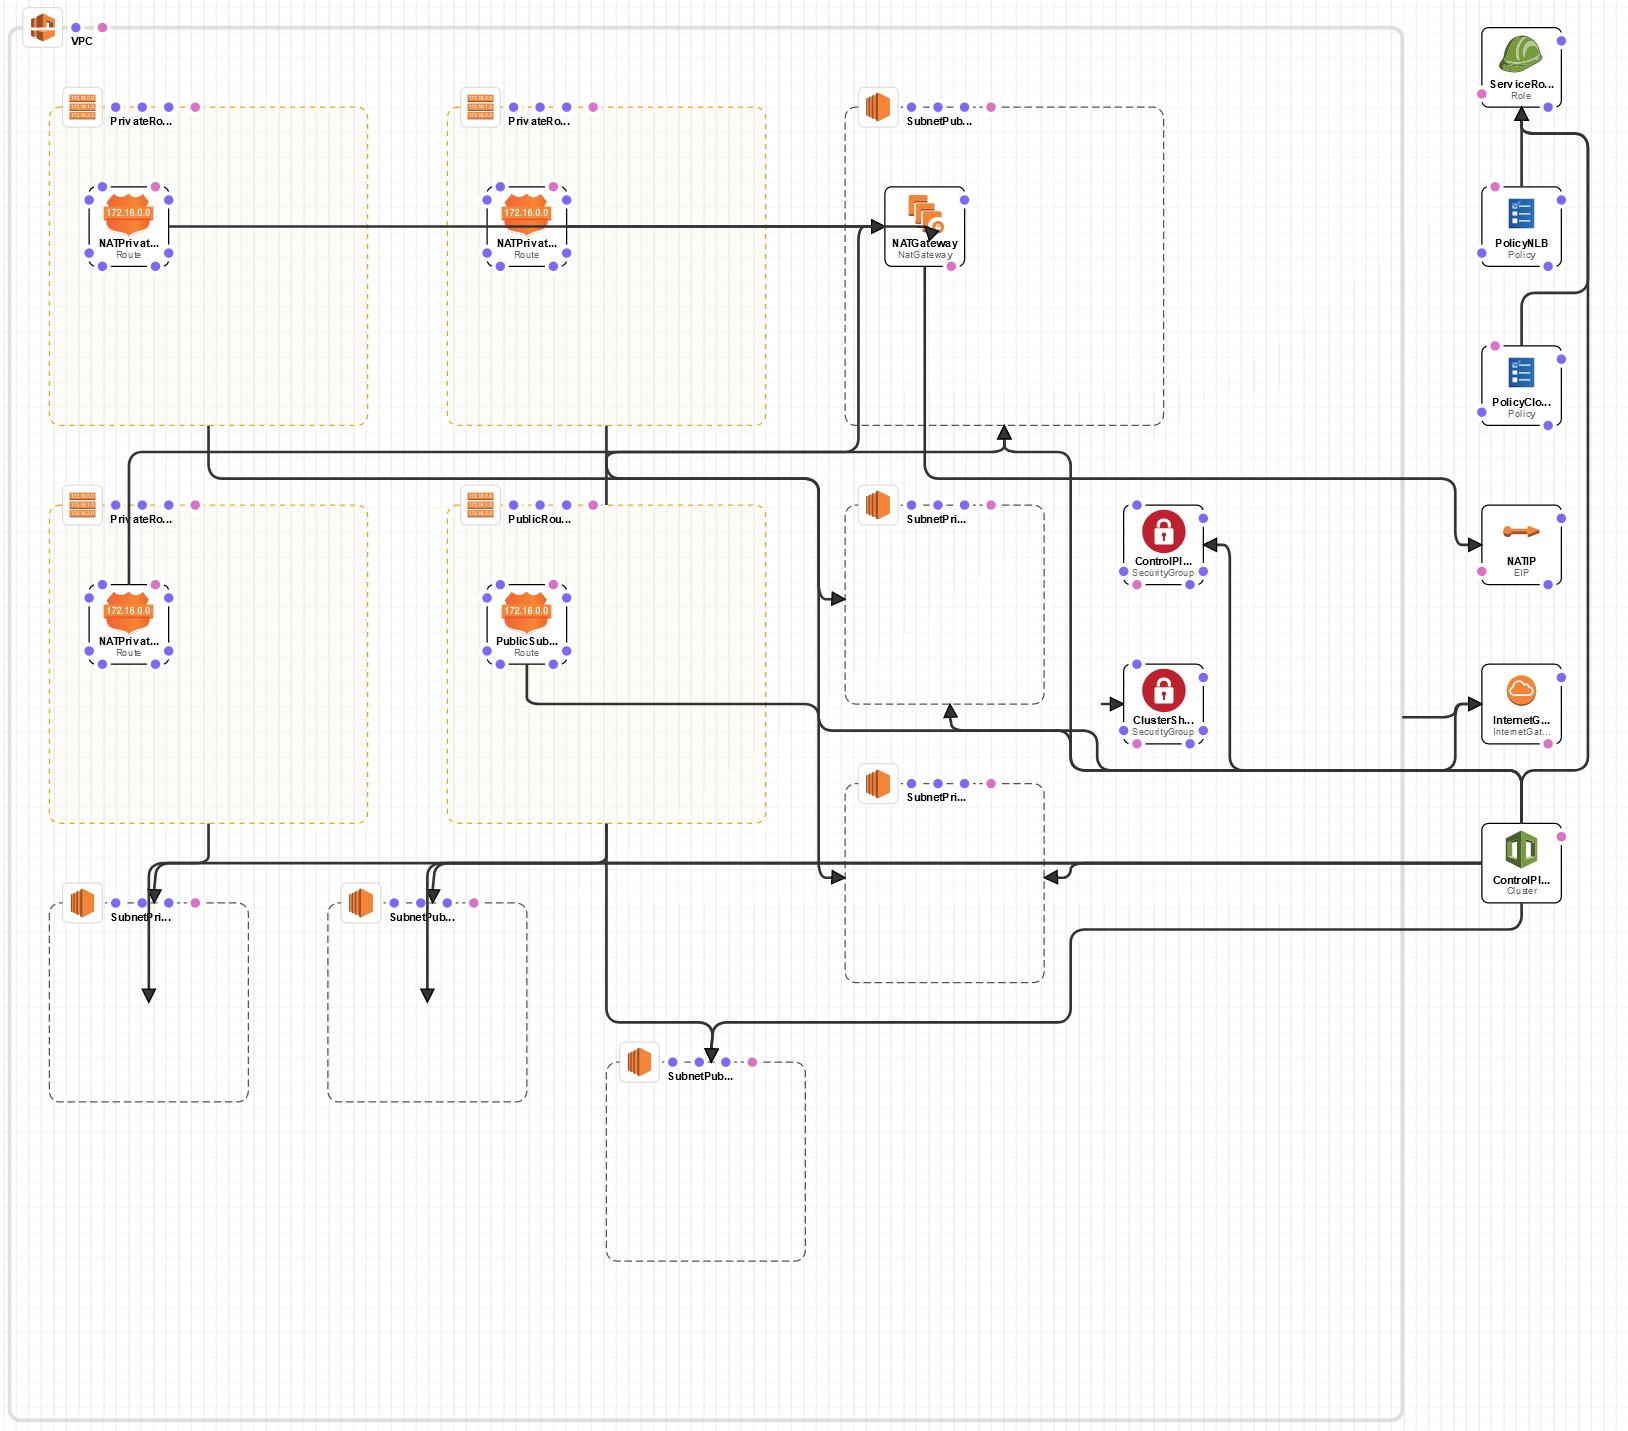 VPC
PrivateRo...
PrivateRo...
SubnetPub...
ServiceRo...
Role
172.16.0.0
NATPrivat...
Route
172.16.0.0
NATPrivat...
Route
NATGateway
NatGateway
PolicyNLB
Policy
PolicyClo...
Policy
PrivateRo...
PublicRou...
SubnetPri...
ControlPl...
SecurityGroup
NATIP
EIP
172.16.0.0
NATPrivat...
Route
172.16.0.0
PublicSub...
Route
ClusterSh...
SecurityGroup
InternetG...
InternetGat...
SubnetPri...
ControlPl...
Cluster
SubnetPri...
SubnetPub...
SubnetPub...